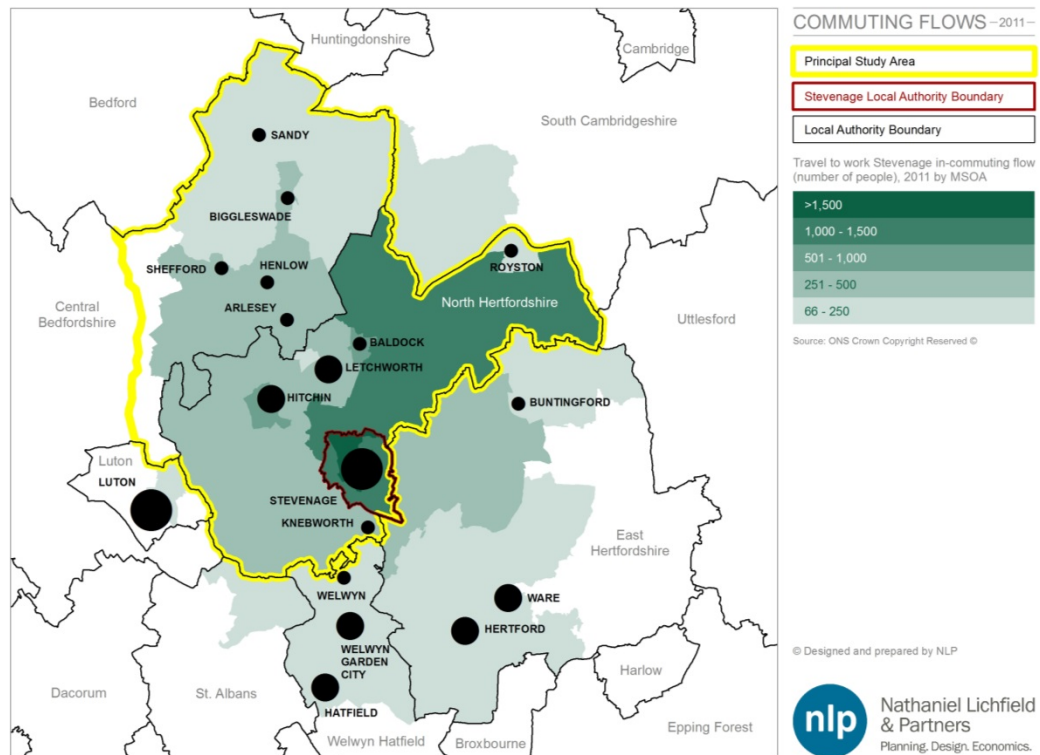 COMMUTING FLOWS – 2011 –
Principal Study Area
Stevenage Local Authority Boundary
Local Authority Boundary
Travel to work Stevenage in-commuting flow
(number of people), 2011 by MSOA
>1,500
1,000 - 1,500
501 - 1,000
251 - 500
66 - 250
Source: ONS Crown Copyright Reserved ©
Huntingdonshire
Cambridge
Bedford
South Cambridgeshire
SANDY
BIGGLESWADE
ROYSTON
SHEFFORD
HENLOW
North Hertfordshire
Central
Bedfordshire
ARLESEY
Uttlesford
BALDOCK
LETCHWORTH
HITCHIN
BUNTINGFORD
Luton
LUTON
STEVENAGE
KNEBWORTH
East
Hertfordshire
WELWYN
WARE
HERTFORD
WELWYN
GARDEN
CITY
Harlow
Dacorum
St. Albans
HATFIELD
Welwyn Hatfield
Broxbourne
Epping Forest
© Designed and prepared by NLP
nlp
Nathaniel Lichfield
& Partners
Planning. Design. Economics.